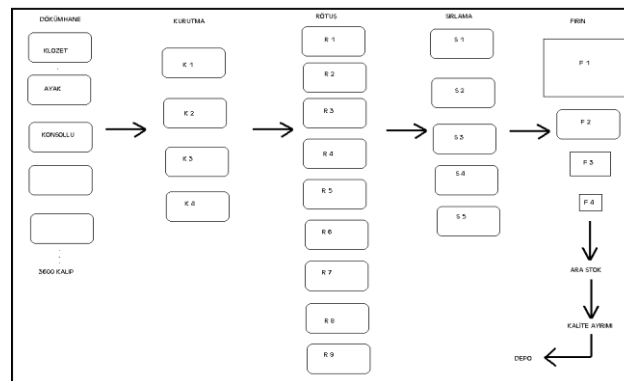 DÖKÜMHANE
KLOZET
AYAK
KONSOLLU
3600 KALIP
KURUTMA
K 1
K 2
K 3
K 4
RÖTUŞ
R 1
R 2
R 3
R 4
R 5
R 6
R 7
R 8
R 9
SIRLAMA
S 1
S 2
S 3
S 4
S 5
FIRIN
F 1
F 2
F 3
F 4
ARA STOK
KALİTE AYIRIMI
DEPO